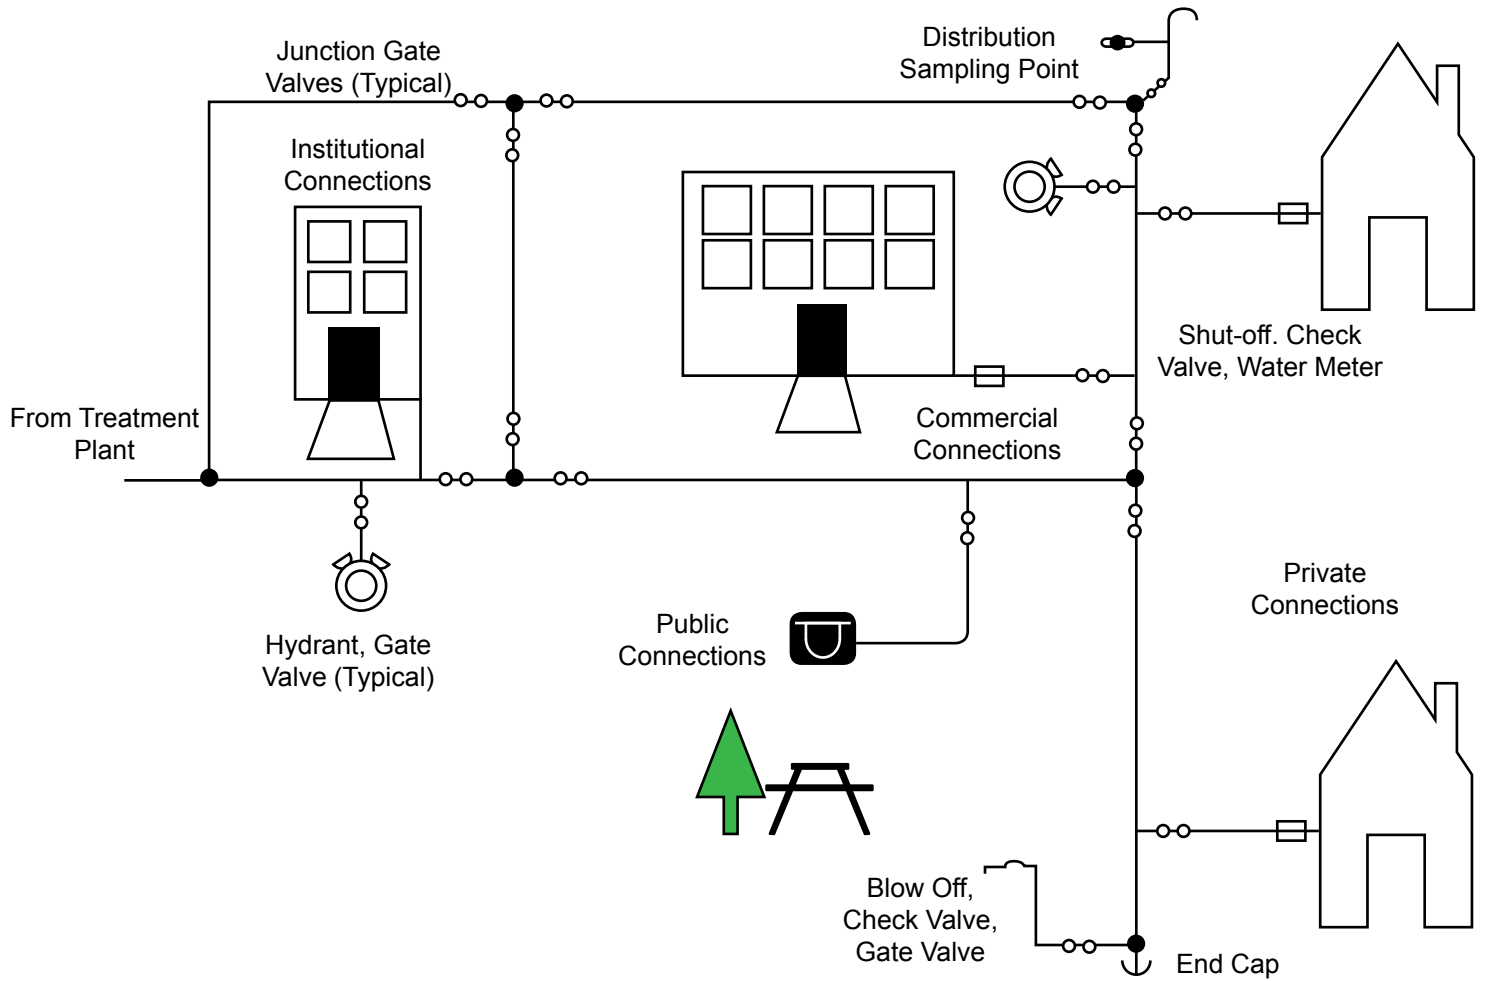 Junction Gate
Valves (Typical)
Distribution
Sampling Point
Institutional
Connections
Shut-off. Check
Valve, Water Meter
From Treatment
Plant
Commercial
Connections
Private
Connections
Public
Connections
Hydrant, Gate
Valve (Typical)
Blow Off,
Check Valve,
Gate Valve
End Cap